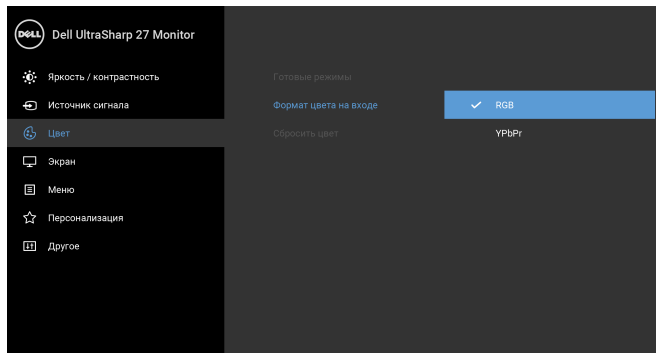 DELL Dell UltraSharp 27 Monitor
Яркость / контрастность Готовые режимы
Источник сигнала Формат цвета на входе RGB
Цвет Сбросить цвет YPbPr
Экран
Меню
Персонализация
Другое